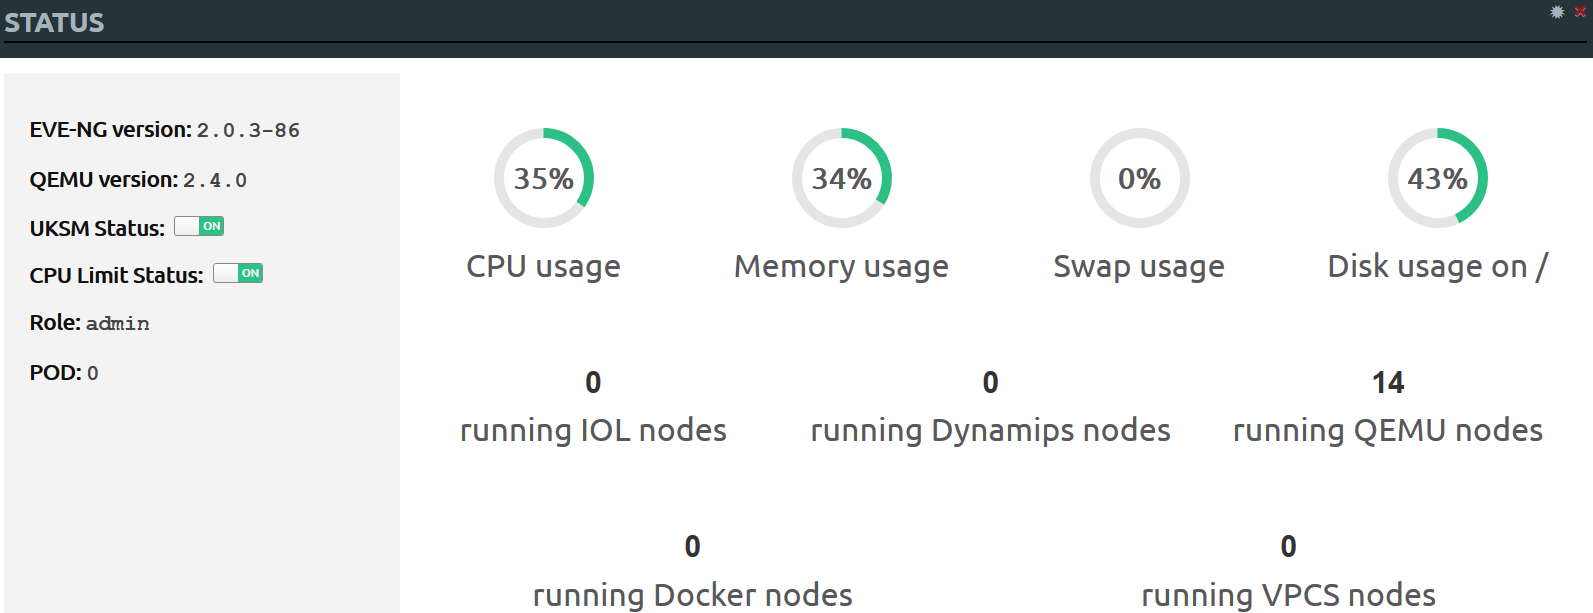 STATUS
EVE-NG version: 2.0.3-86
QEMU version: 2.4.0
UKSM Status: ON
CPU Limit Status: ON
Role: admin
POD: 0
35% 34% 0% 43%
CPU usage Memory usage Swap usage Disk usage on /
0 0 14
running IOL nodes running Dynamips nodes running QEMU nodes
0 0
running Docker nodes running VPCS nodes